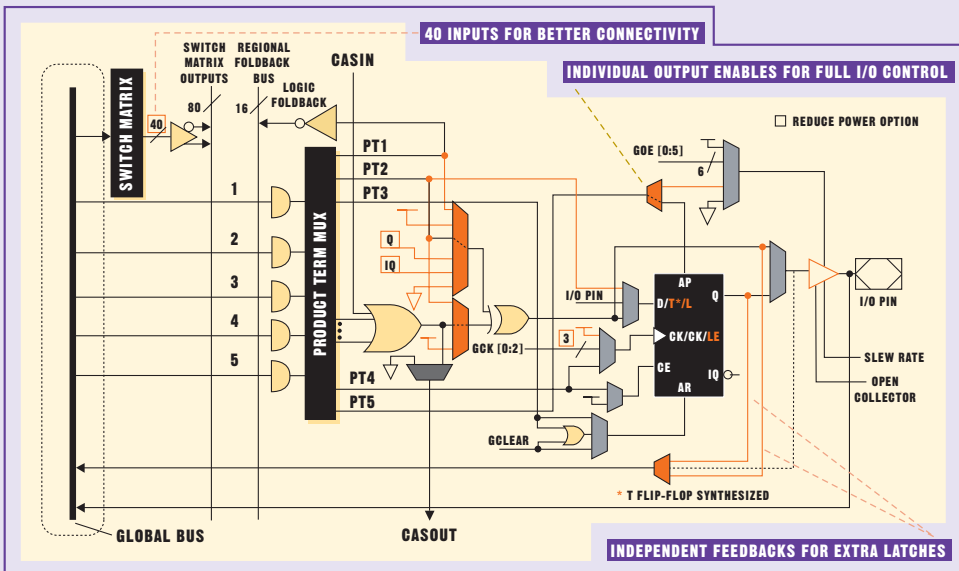 40 INPUTS FOR BETTER CONNECTIVITY
INDIVIDUAL OUTPUT ENABLES FOR FULL I/O CONTROL
SWITCH
MATRIX
OUTPUTS
REGIONAL
FOLDBACK
BUS
CASIN
LOGIC
FOLDBACK
80
16
40
SWITCH MATRIX
REDUCE POWER OPTION
GOE [0:5]
6
PT1
PT2
PT3
1
2
3
4
5
PRODUCT TERM MUX
Q
IQ
I/O PIN
AP
D/T*/L
Q
CK/CK/LE
CE
IQ
AR
3
GCK [0:2]
I/O PIN
SLEW RATE
OPEN
COLLECTOR
PT4
PT5
GCLEAR
* T FLIP-FLOP SYNTHESIZED
GLOBAL BUS
CASOUT
INDEPENDENT FEEDBACKS FOR EXTRA LATCHES